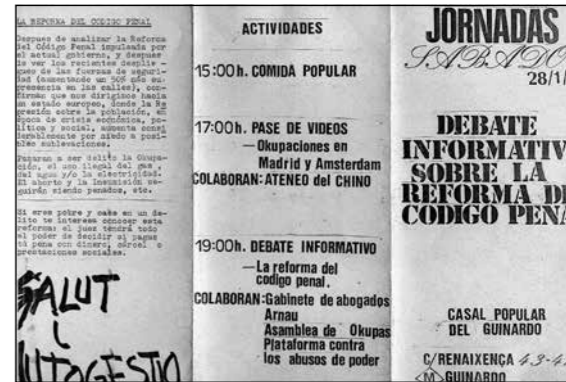 LA REFORMA DEL CODIGO PENAL
Despues de analizar la Reforma
del Código Penal impulsada por
el actual gobierno, y despues
de ver los recientes desplie -
gues de las fuerzas de seguri-
dad (aumentando un 50% más su
presencia en las calles), con-
firman que nos dirigimos hacia
un estado europeo, donde la Re
presión sobre la población, en
época de crisis económica, po-
lítica y social, aumenta consi
derablemente por miedo a posi-
bles sublevaciones.
Pasaran a ser delito la Okupa-
ción, el uso ilegal del gas,
del agua y/o la electricidad.
El aborto y la Insumisión se-
guirán siendo penados, etc.
Si eres pobre y caes en un de-
lito te interesa conocer esta
reforma: el juez tendrá todo
el poder de decidir si pagas
tú pena con dinero, cárcel o
prestaciones sociales.
SALUT
i
AUTOGESTIO
ACTIVIDADES
15:00h. COMIDA POPULAR
17:00h. PASE DE VIDEOS
—Okupaciones en
Madrid y Amsterdam
COLABORAN: ATENEO del CHINO
19:00h. DEBATE INFORMATIVO
—La reforma del
codigo penal.
COLABORAN: Gabinete de abogados
Arnau
Asamblea de Okupas
Plataforma contra
los abusos de poder
JORNADAS
SABADO
28/1/
DEBATE
INFORMATIV
SOBRE LA
REFORMA DE
CODIGO PENA
CASAL POPULAR
DEL GUINARDO
C/RENAIXENÇA 43-4
M GUINARDO